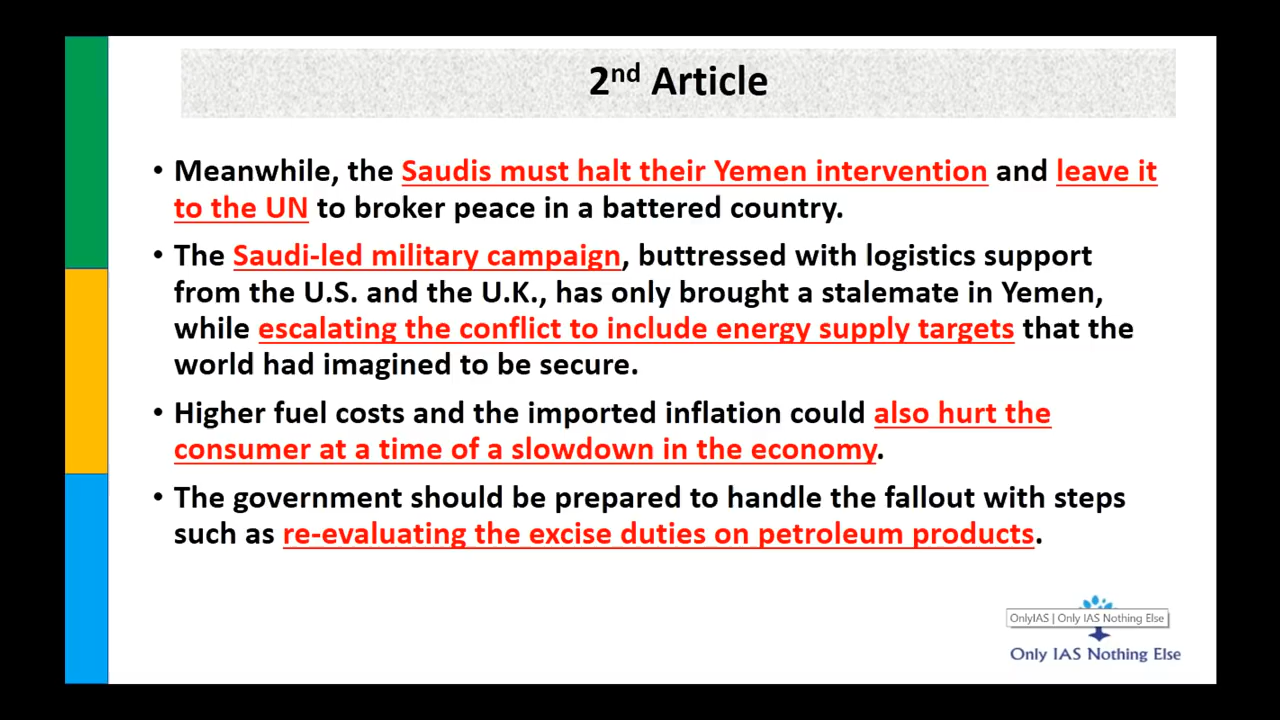 2nd Article
• Meanwhile, the Saudis must halt their Yemen intervention and leave it
to the UN to broker peace in a battered country.
• The Saudi-led military campaign, buttressed with logistics support
from the U.S. and the U.K., has only brought a stalemate in Yemen,
while escalating the conflict to include energy supply targets that the
world had imagined to be secure.
• Higher fuel costs and the imported inflation could also hurt the
consumer at a time of a slowdown in the economy.
• The government should be prepared to handle the fallout with steps
such as re-evaluating the excise duties on petroleum products.
OnlyIAS | Only IAS Nothing Else
Only IAS Nothing Else